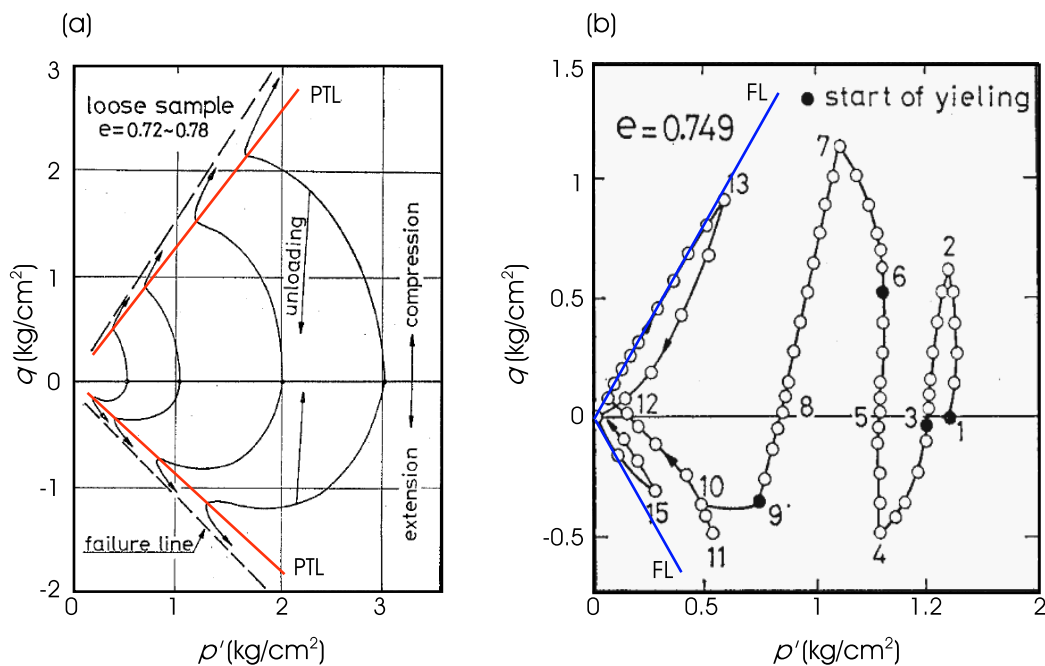 (a)
3
2
1
0
-1
-2
0
1
2
3
q (kg/cm²)
p' (kg/cm²)
loose sample
e = 0.72~0.78
PTL
unloading
compression
extension
failure line
PTL
(b)
1.5
1
0.5
0
-0.5
0
0.5
1
1.2
2
q (kg/cm²)
p' (kg/cm²)
FL
● start of yieling
e=0.749
7
13
2
6
12
8
5
3
1
15
10
9'
11
4
FL